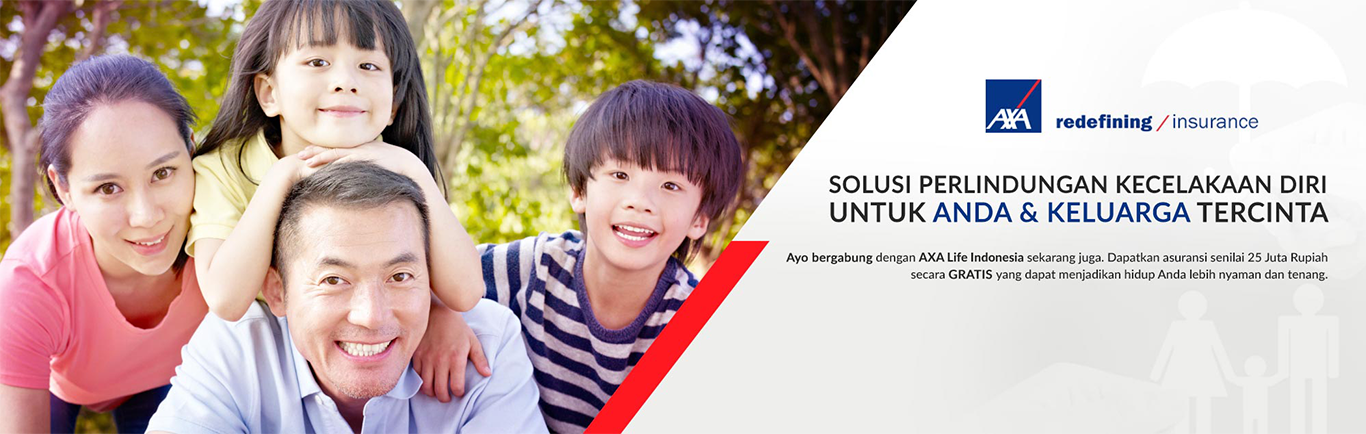 AXA redefining / insurance
SOLUSI PERLINDUNGAN KECELAKAAN DIRI
UNTUK ANDA & KELUARGA TERCINTA
Ayo bergabung dengan AXA Life Indonesia sekarang juga. Dapatkan asuransi senilai 25 Juta Rupiah
secara GRATIS yang dapat menjadikan hidup Anda lebih nyaman dan tenang.